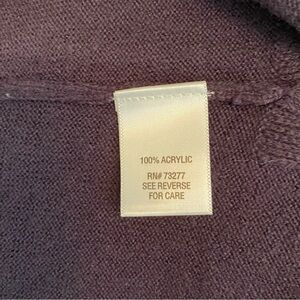 100% ACRYLIC
RN# 73277
SEE REVERSE
FOR CARE